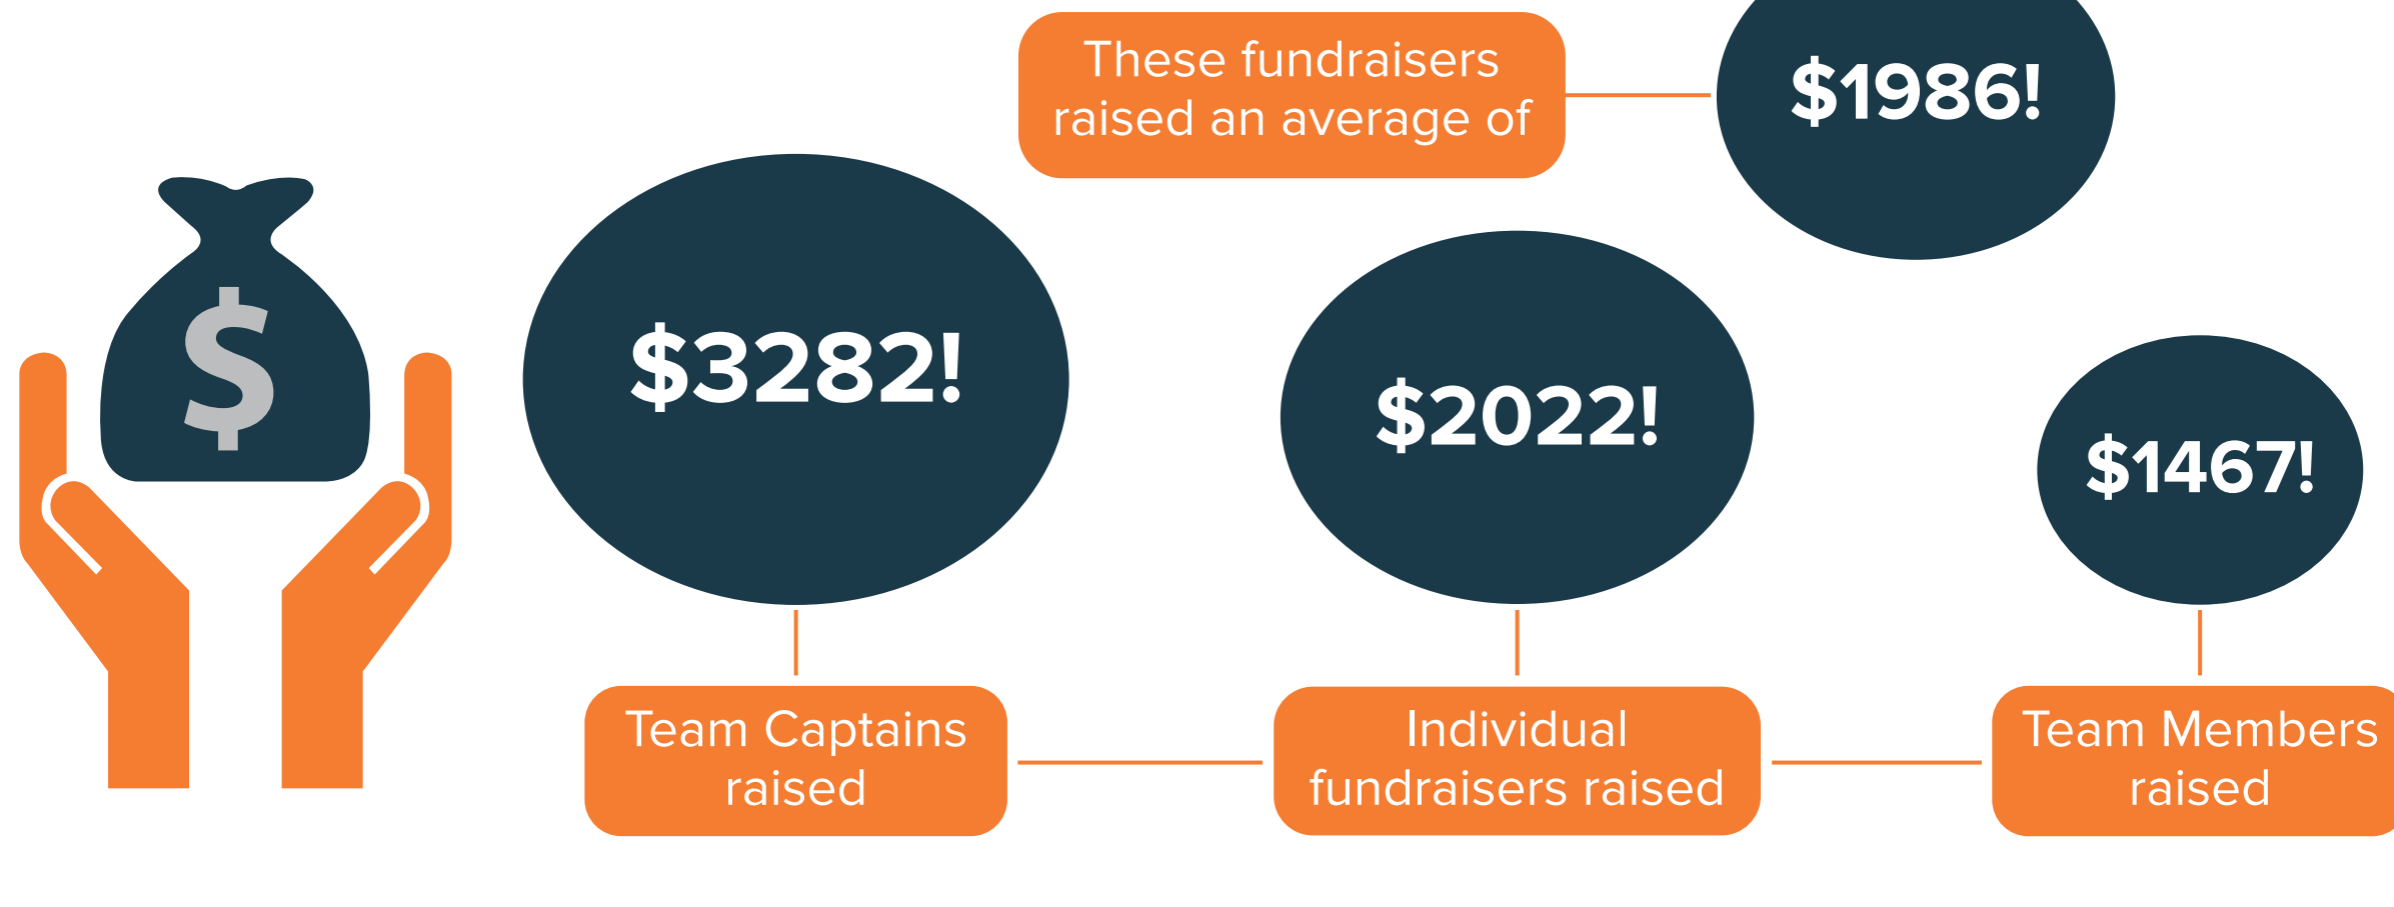 These fundraisers
raised an average of
$1986!
$
$3282!
$2022!
$1467!
Team Captains
raised
Individual
fundraisers raised
Team Members
raised